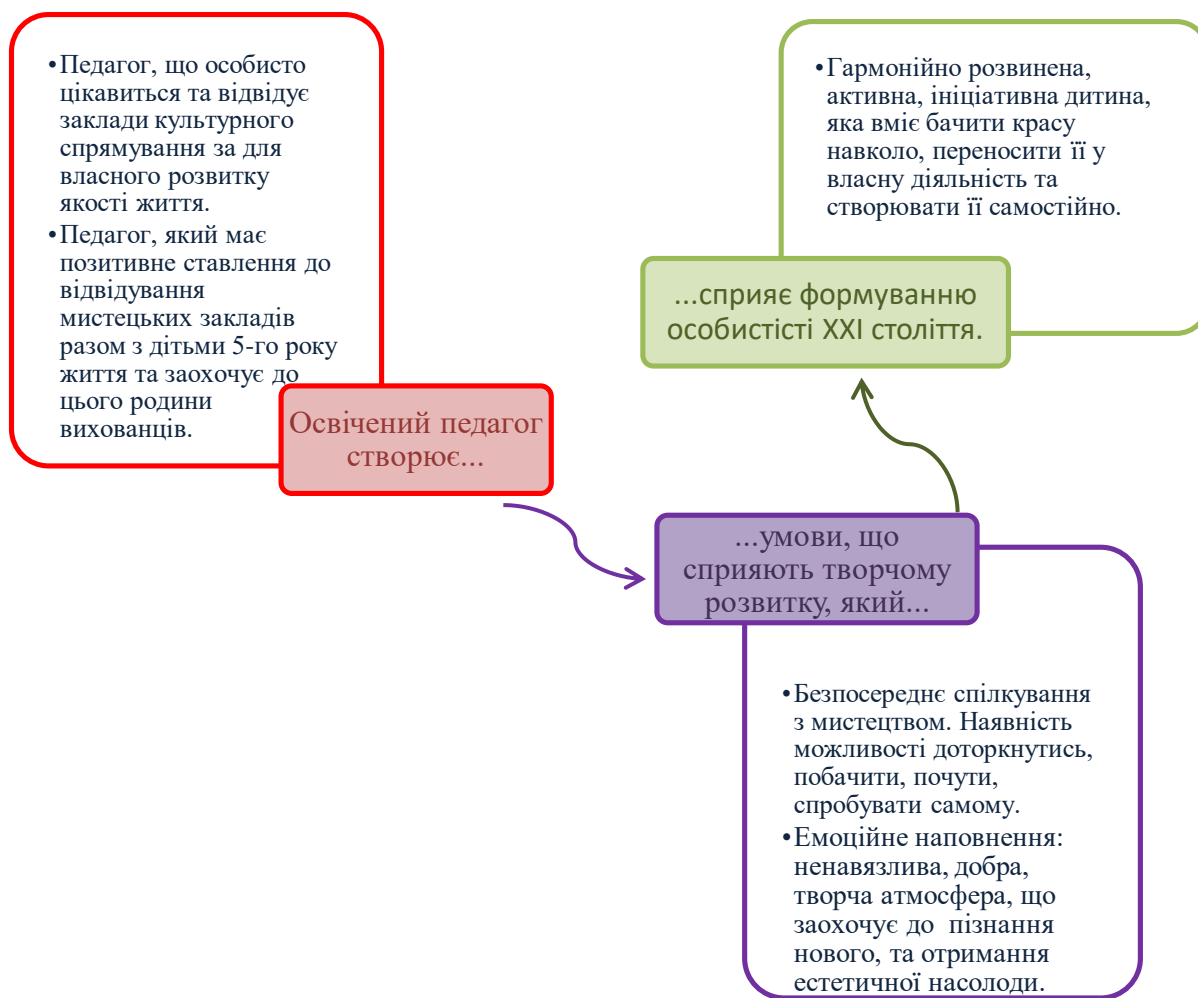 •Педагог, що особисто
цікавиться та відвідує
заклади культурного
спрямування за для
власного розвитку
якості життя.
•Педагог, який має
позитивне ставлення до
відвідування
мистецьких закладів
разом з дітьми 5-го року
життя та заохочує до
цього родини
вихованців.
Освічений педагог
створює...
...умови, що
сприяють творчому
розвитку, який...
•Безпосереднє спілкування
з мистецтвом. Наявність
можливості доторкнутись,
побачити, почути,
спробувати самому.
•Емоційне наповнення:
ненавязлива, добра,
творча атмосфера, що
заохочує до пізнання
нового, та отримання
естетичної насолоди.
...сприяє формуванню
особистісті XXI століття.
•Гармонійно розвинена,
активна, ініціативна дитина,
яка вміє бачити красу
навколо, переносити її у
власну діяльність та
створювати її самостійно.